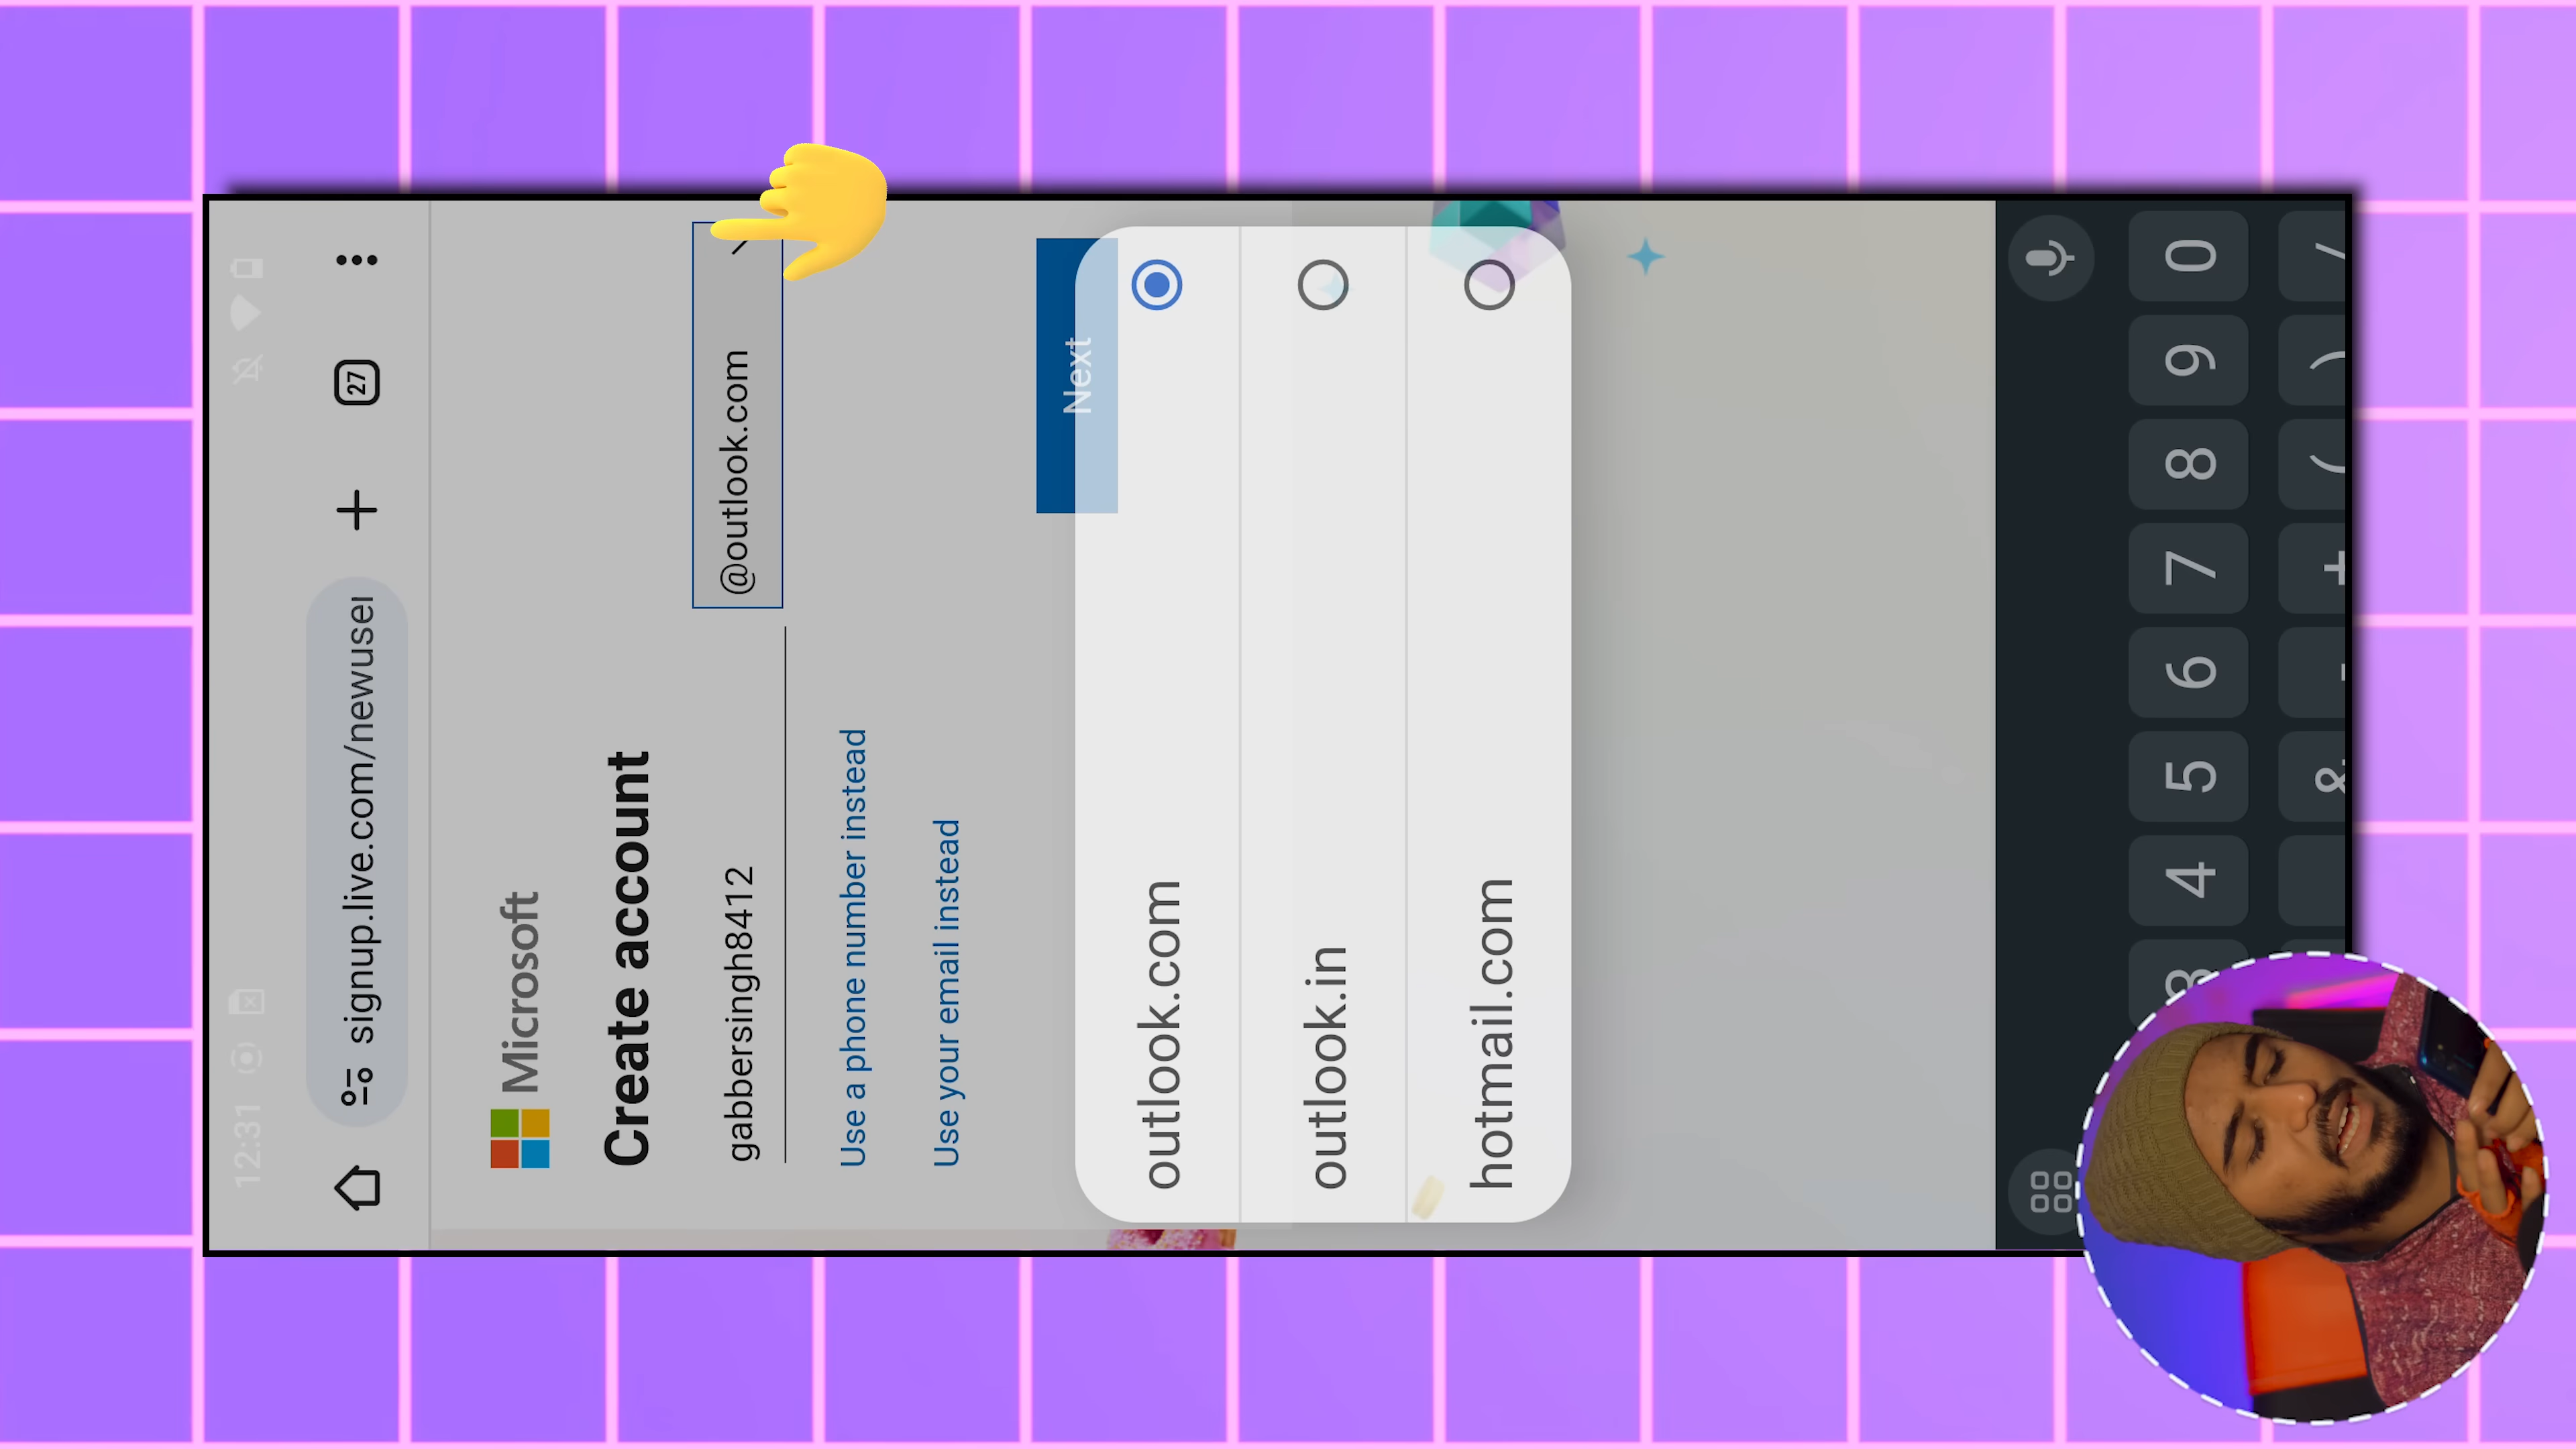 12:31
signup.live.com/newuser
27
Microsoft
Create account
gabbersingh8412
@outlook.com
Use a phone number instead
Use your email instead
Next
outlook.com
outlook.in
hotmail.com
4 5 6 7 8 9 0
& - + ( ) /